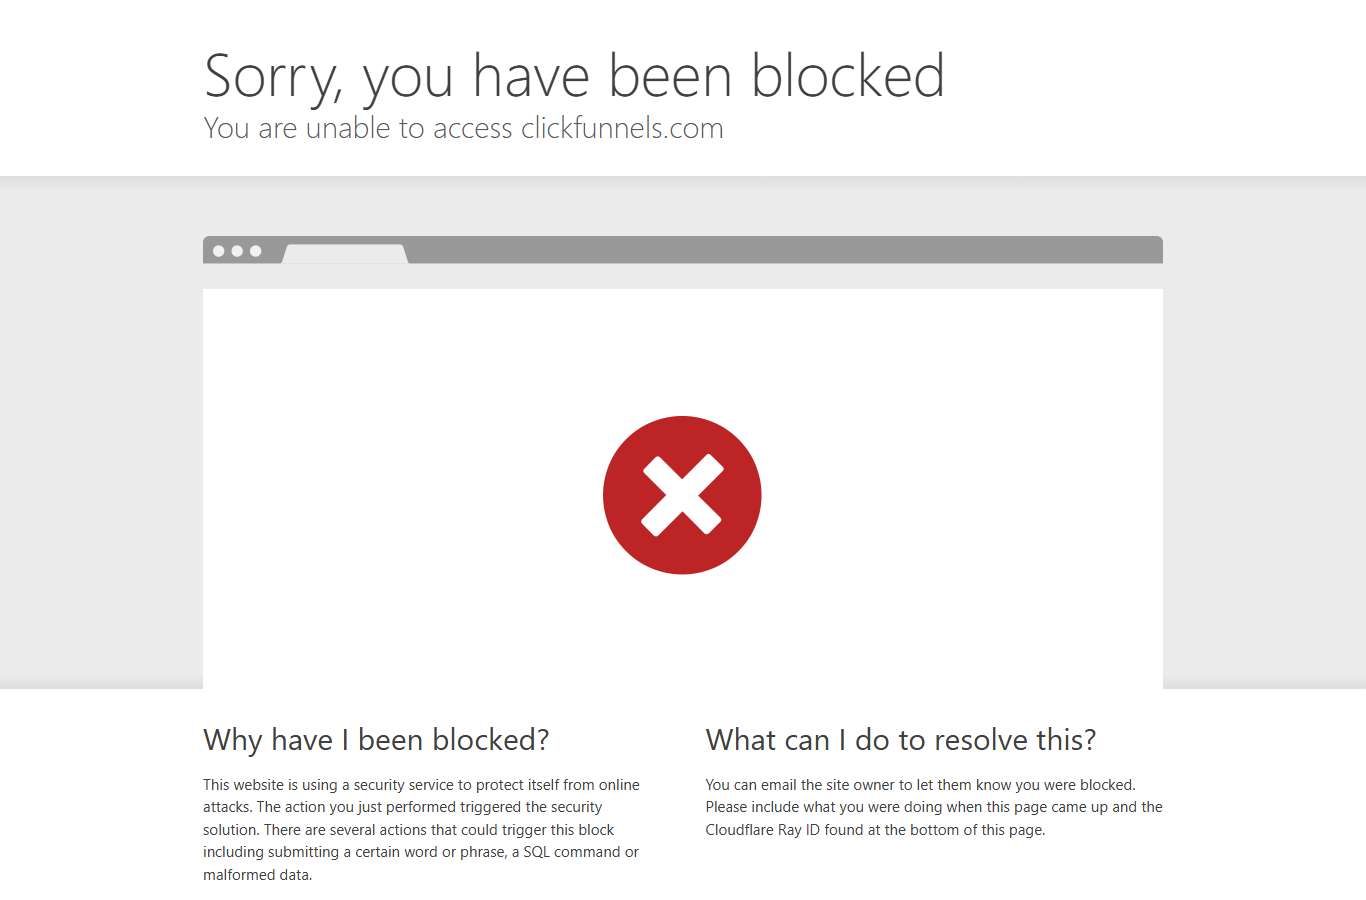 Sorry, you have been blocked
You are unable to access clickfunnels.com
Why have I been blocked?
This website is using a security service to protect itself from online
attacks. The action you just performed triggered the security
solution. There are several actions that could trigger this block
including submitting a certain word or phrase, a SQL command or
malformed data.
What can I do to resolve this?
You can email the site owner to let them know you were blocked.
Please include what you were doing when this page came up and the
Cloudflare Ray ID found at the bottom of this page.